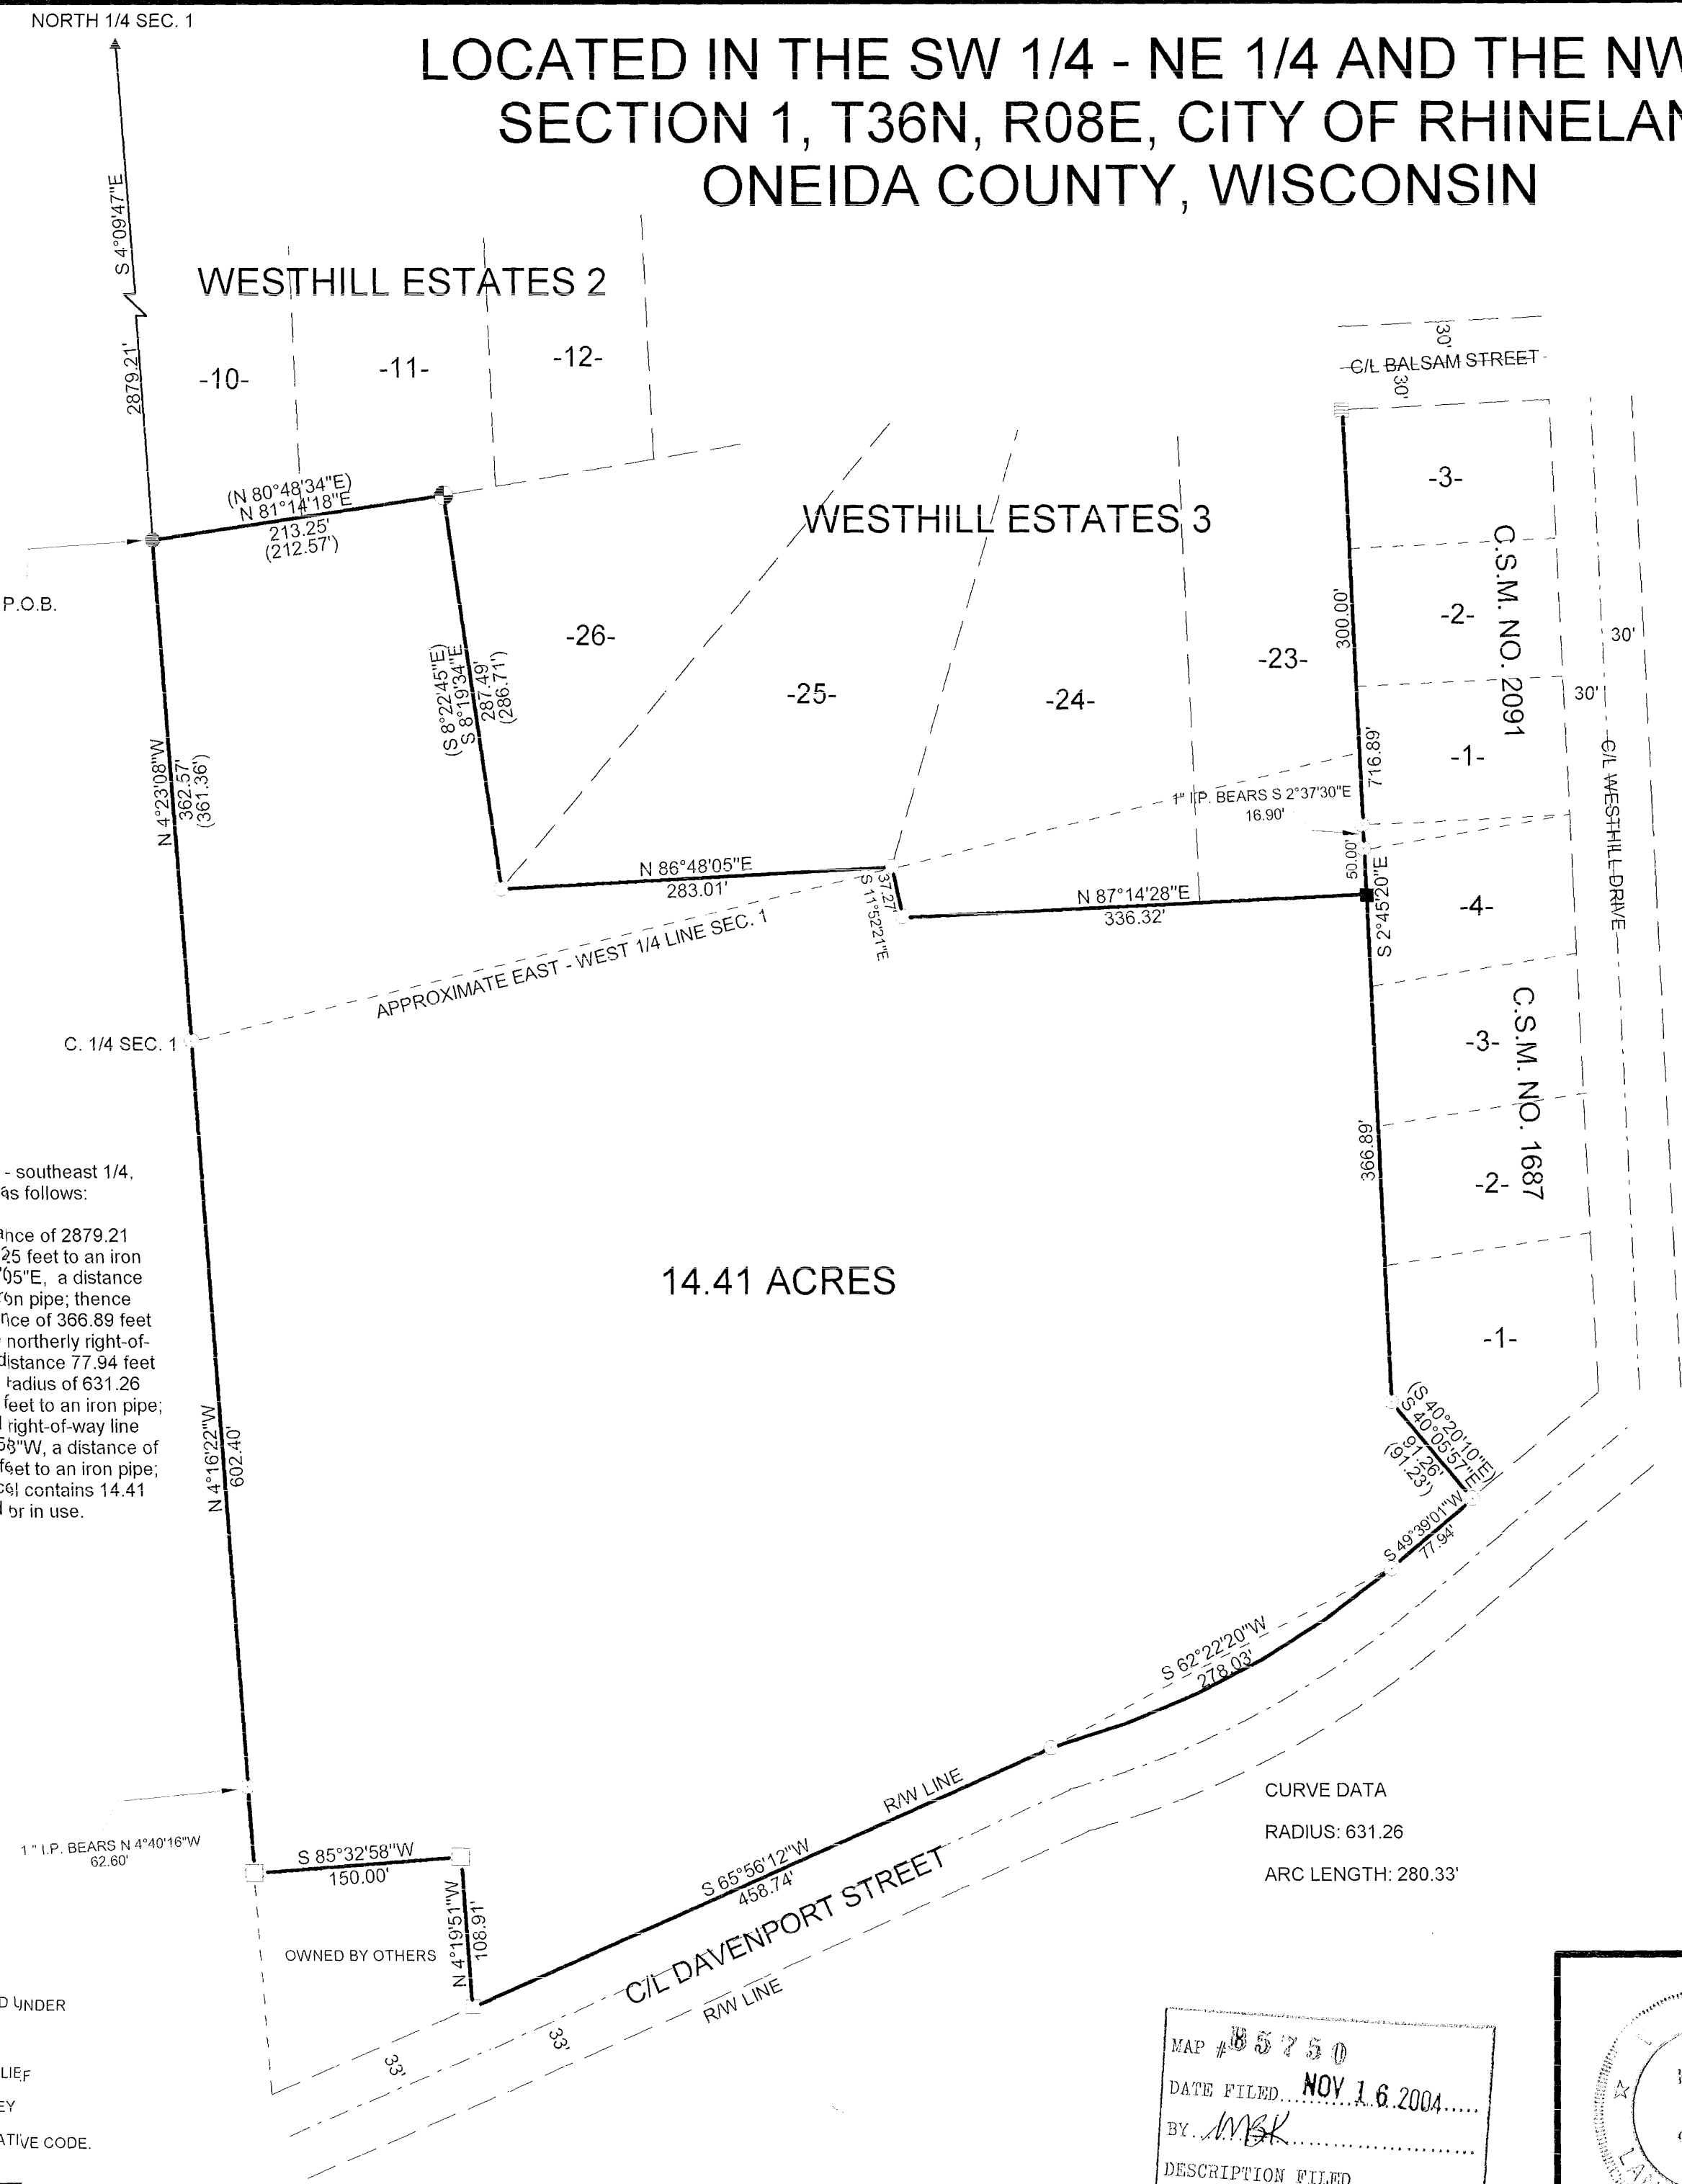 NORTH 1/4 SEC. 1
LOCATED IN THE SW 1/4 - NE 1/4 AND THE NW
SECTION 1, T36N, R08E, CITY OF RHINELAN
ONEIDA COUNTY, WISCONSIN
S 4°09'47"E
2879.21'
WESTHILL ESTATES 2
-10-
-11-
-12-
30'
C/L BALSAM STREET
30'
(N 80°48'34"E)
N 81°14'18"E
213.25'
(212.57')
P.O.B.
WESTHILL ESTATES 3
-26-
-25-
-24-
-23-
(S 8°22'45"E)
S 8°19'34"E
287.49'
(286.71')
N 4°23'08"W
362.57'
(361.36')
300.00'
716.89'
-3-
-2-
-1-
C.S.M. NO. 2091
30'
30'
C/L WESTHILL DRIVE
1" I.P. BEARS S 2°37'30"E
16.90'
50.00'
S 2°45'20"E
N 86°48'05"E
283.01'
37.27'
S 11°52'21"E
N 87°14'28"E
336.32'
APPROXIMATE EAST - WEST 1/4 LINE SEC. 1
C. 1/4 SEC. 1
-4-
-3-
-2-
-1-
C.S.M. NO. 1687
366.89'
- southeast 1/4,
as follows:
ance of 2879.21
25 feet to an iron
'05"E, a distance
ron pipe; thence
nce of 366.89 feet
northerly right-of-
distance 77.94 feet
radius of 631.26
feet to an iron pipe;
right-of-way line
58"W, a distance of
feet to an iron pipe;
cel contains 14.41
or in use.
14.41 ACRES
N 4°16'22"W
602.40'
(S 40°20'10"E)
S 40°05'57"E
91.26'
(91.23')
S 49°39'01"W
77.94'
S 62°22'20"W
278.03'
R/W LINE
S 65°56'12"W
458.74'
C/L DAVENPORT STREET
R/W LINE
CURVE DATA
RADIUS: 631.26
ARC LENGTH: 280.33'
1" I.P. BEARS N 4°40'16"W
62.60'
S 85°32'58"W
150.00'
N 4°19'51"W
108.91'
OWNED BY OTHERS
33'
33'
D UNDER
LIEF
EY
ATIVE CODE.
MAP # B5750
DATE FILED NOV 16 2004
BY MBK
DESCRIPTION FILED